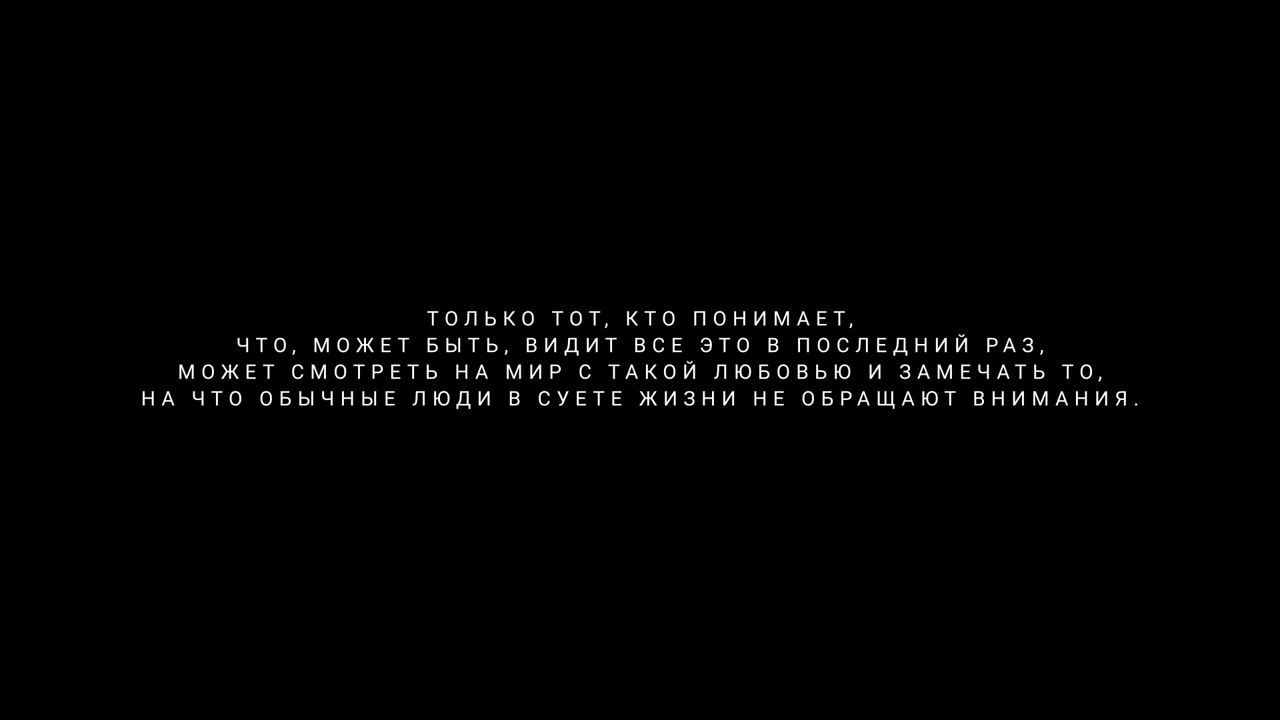 ТОЛЬКО ТОТ, КТО ПОНИМАЕТ,
ЧТО, МОЖЕТ БЫТЬ, ВИДИТ ВСЕ ЭТО В ПОСЛЕДНИЙ РАЗ,
МОЖЕТ СМОТРЕТЬ НА МИР С ТАКОЙ ЛЮБОВЬЮ И ЗАМЕЧАТЬ ТО,
НА ЧТО ОБЫЧНЫЕ ЛЮДИ В СУЕТЕ ЖИЗНИ НЕ ОБРАЩАЮТ ВНИМАНИЯ.